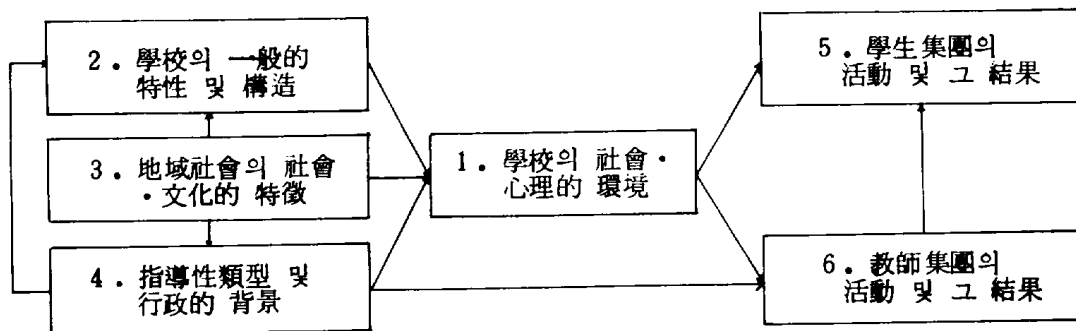 2. 學校의 一般的
特性 및 構造
3. 地域社會의 社會
·文化的 特徵
4. 指導性類型 및
行政的 背景
1. 學校의 社會·
心理的 環境
5. 學生集團의
活動 및 그 結果
6. 敎師集團의
活動 및 그 結果